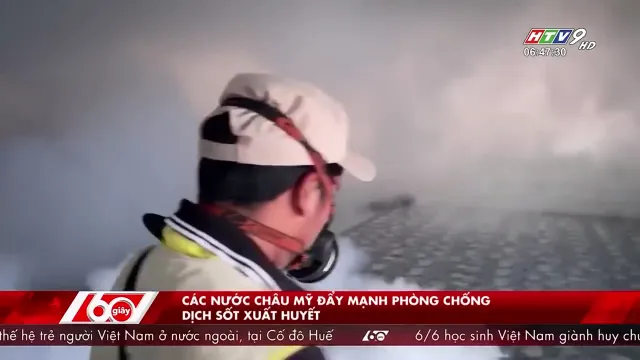 HTV9 HD
06:47:30
CÁC NƯỚC CHÂU MỸ ĐẨY MẠNH PHÒNG CHỐNG
DỊCH SỐT XUẤT HUYẾT
60 giây
thế hệ trẻ người Việt Nam ở nước ngoài, tại Cố đô Huế 60 6/6 học sinh Việt Nam giành huy ch